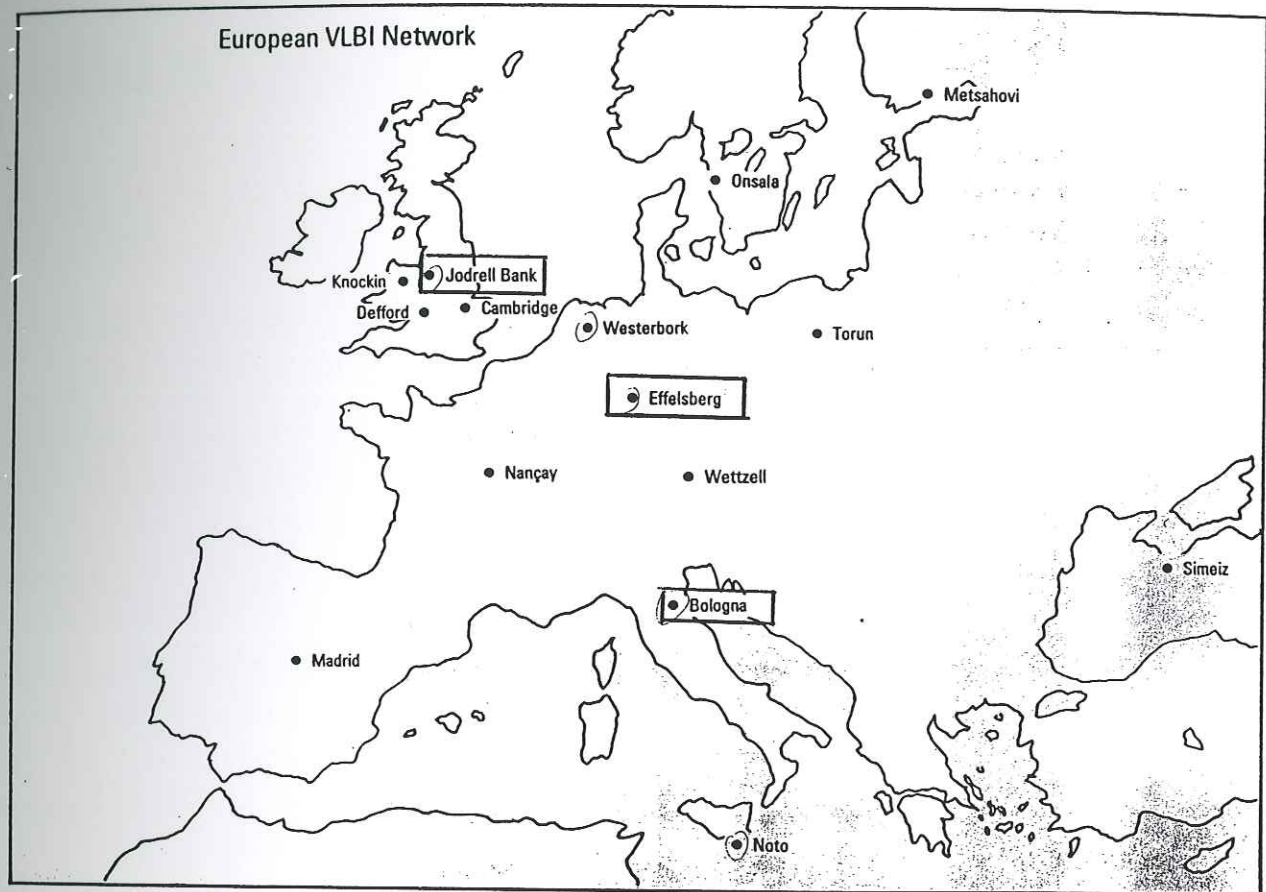 European VLBI Network
Metsahovi
Onsala
Jodrell Bank
Knockin
Defford
Cambridge
Westerbork
Torun
Effelsberg
Nançay
Wettzell
Simeiz
Bologna
Madrid
Noto